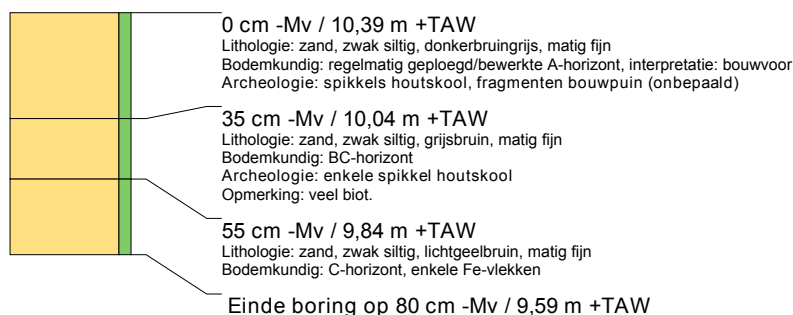 0 cm -Mv / 10,39 m +TAW
Lithologie: zand, zwak siltig, donkerbruingrijs, matig fijn
Bodemkundig: regelmatig geploegd/bewerkte A-horizont, interpretatie: bouwvoor
Archeologie: spikkels houtskool, fragmenten bouwpuin (onbepaald)
35 cm -Mv / 10,04 m +TAW
Lithologie: zand, zwak siltig, grijsbruin, matig fijn
Bodemkundig: BC-horizont
Archeologie: enkele spikkel houtskool
Opmerking: veel biot.
55 cm -Mv / 9,84 m +TAW
Lithologie: zand, zwak siltig, lichtgeelbruin, matig fijn
Bodemkundig: C-horizont, enkele Fe-vlekken
Einde boring op 80 cm -Mv / 9,59 m +TAW